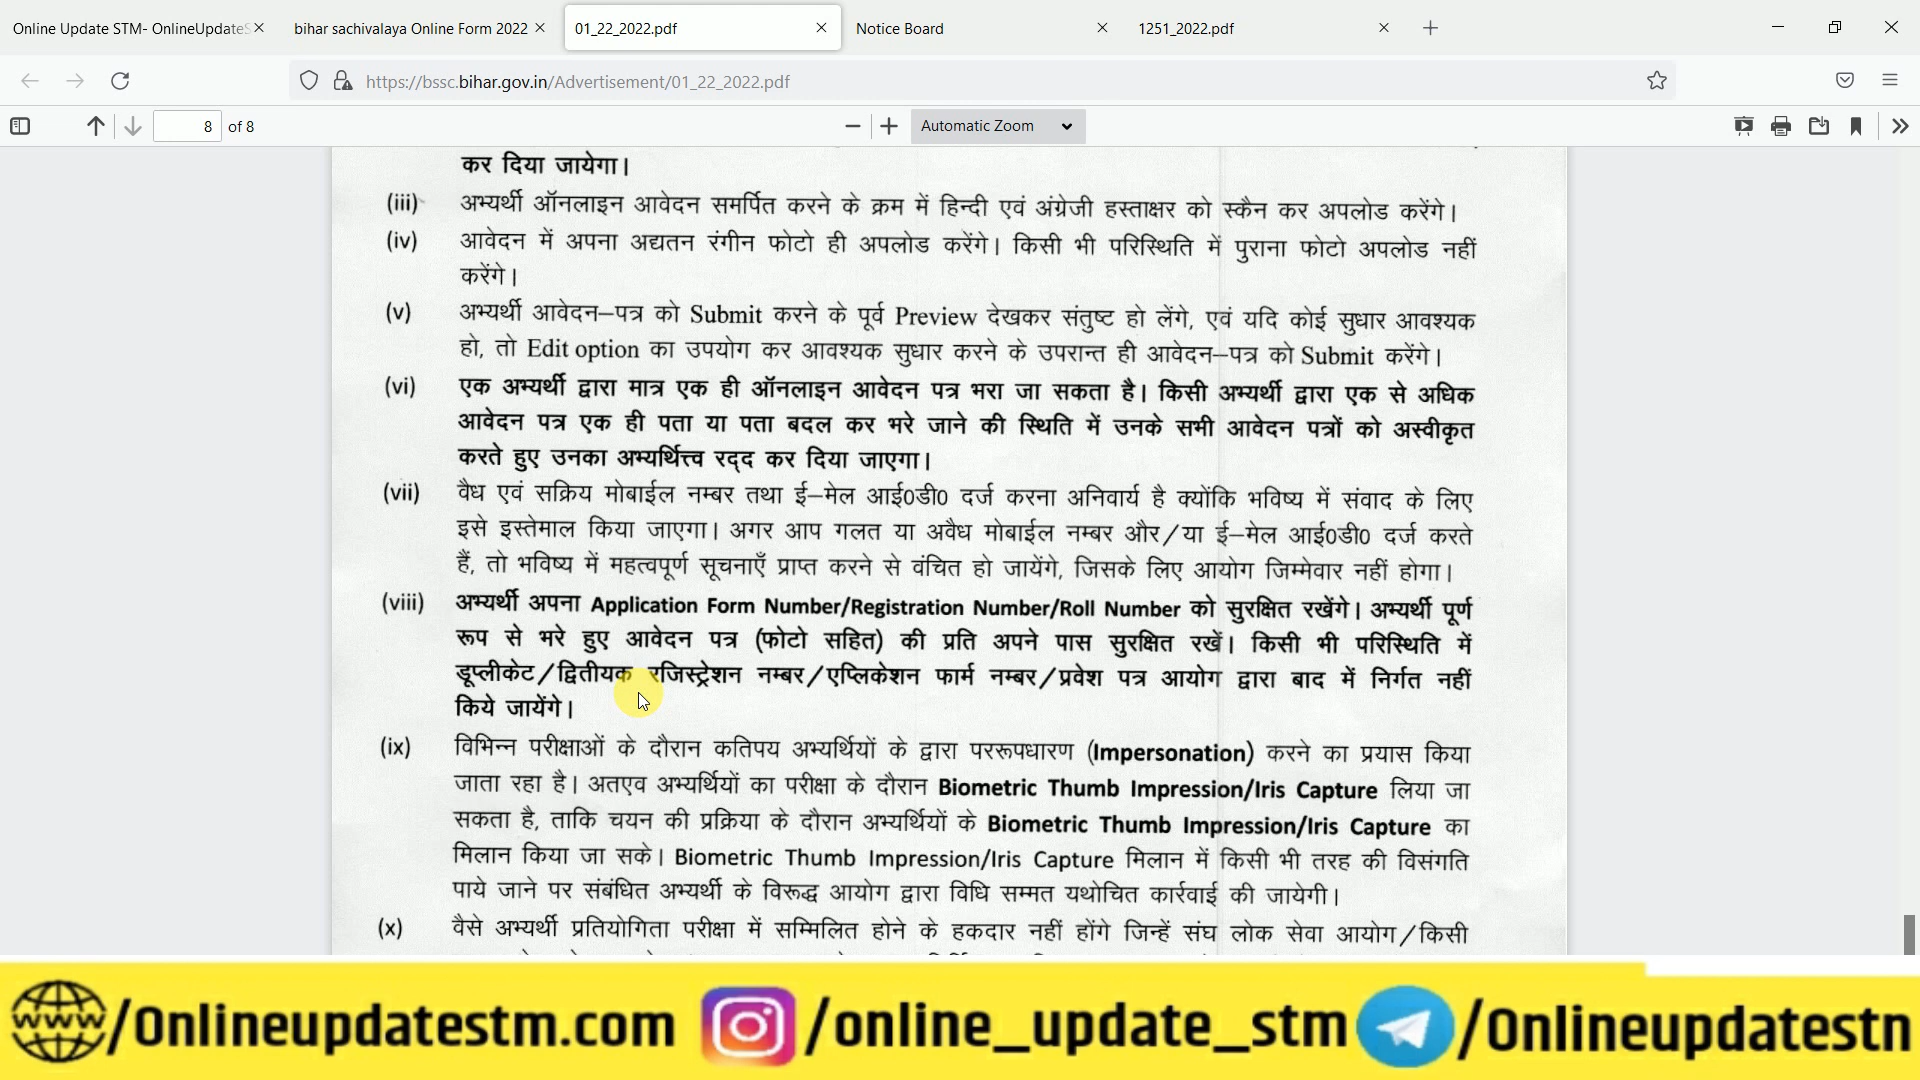 Online Update STM- OnlineUpdateS
bihar sachivalaya Online Form 2022
01_22_2022.pdf
Notice Board
1251_2022.pdf
https://bssc.bihar.gov.in/Advertisement/01_22_2022.pdf
8 of 8
Automatic Zoom
कर दिया जायेगा।
(iii) अभ्यर्थी ऑनलाइन आवेदन समर्पित करने के क्रम में हिन्दी एवं अंग्रेजी हस्ताक्षर को स्कैन कर अपलोड करेंगे।
(iv) आवेदन में अपना अद्यतन रंगीन फोटो ही अपलोड करेंगे। किसी भी परिस्थिति में पुराना फोटो अपलोड नहीं
करेंगे।
(v) अभ्यर्थी आवेदन–पत्र को Submit करने के पूर्व Preview देखकर संतुष्ट हो लेंगे, एवं यदि कोई सुधार आवश्यक
हो, तो Edit option का उपयोग कर आवश्यक सुधार करने के उपरान्त ही आवेदन–पत्र को Submit करेंगे।
(vi) एक अभ्यर्थी द्वारा मात्र एक ही ऑनलाइन आवेदन पत्र भरा जा सकता है। किसी अभ्यर्थी द्वारा एक से अधिक
आवेदन पत्र एक ही पता या पता बदल कर भरे जाने की स्थिति में उनके सभी आवेदन पत्रों को अस्वीकृत
करते हुए उनका अभ्यर्थित्त्व रद्द कर दिया जाएगा।
(vii) वैध एवं सक्रिय मोबाईल नम्बर तथा ई–मेल आई0डी0 दर्ज करना अनिवार्य है क्योंकि भविष्य में संवाद के लिए
इसे इस्तेमाल किया जाएगा। अगर आप गलत या अवैध मोबाईल नम्बर और/या ई–मेल आई0डी0 दर्ज करते
हैं, तो भविष्य में महत्वपूर्ण सूचनाएँ प्राप्त करने से वंचित हो जायेंगे, जिसके लिए आयोग जिम्मेवार नहीं होगा।
(viii) अभ्यर्थी अपना Application Form Number/Registration Number/Roll Number को सुरक्षित रखेंगे। अभ्यर्थी पूर्ण
रूप से भरे हुए आवेदन पत्र (फोटो सहित) की प्रति अपने पास सुरक्षित रखें। किसी भी परिस्थिति में
डूप्लीकेट/द्वितीयक रजिस्ट्रेशन नम्बर/एप्लिकेशन फार्म नम्बर/प्रवेश पत्र आयोग द्वारा बाद में निर्गत नहीं
किये जायेंगे।
(ix) विभिन्न परीक्षाओं के दौरान कतिपय अभ्यर्थियों के द्वारा पररूपधारण (Impersonation) करने का प्रयास किया
जाता रहा है। अतएव अभ्यर्थियों का परीक्षा के दौरान Biometric Thumb Impression/Iris Capture लिया जा
सकता है, ताकि चयन की प्रक्रिया के दौरान अभ्यर्थियों के Biometric Thumb Impression/Iris Capture का
मिलान किया जा सके। Biometric Thumb Impression/Iris Capture मिलान में किसी भी तरह की विसंगति
पाये जाने पर संबंधित अभ्यर्थी के विरूद्ध आयोग द्वारा विधि सम्मत यथोचित कार्रवाई की जायेगी।
(x) वैसे अभ्यर्थी प्रतियोगिता परीक्षा में सम्मिलित होने के हकदार नहीं होंगे जिन्हें संघ लोक सेवा आयोग/किसी
www /Onlineupdatestm.com /online_update_stm /Onlineupdatestn